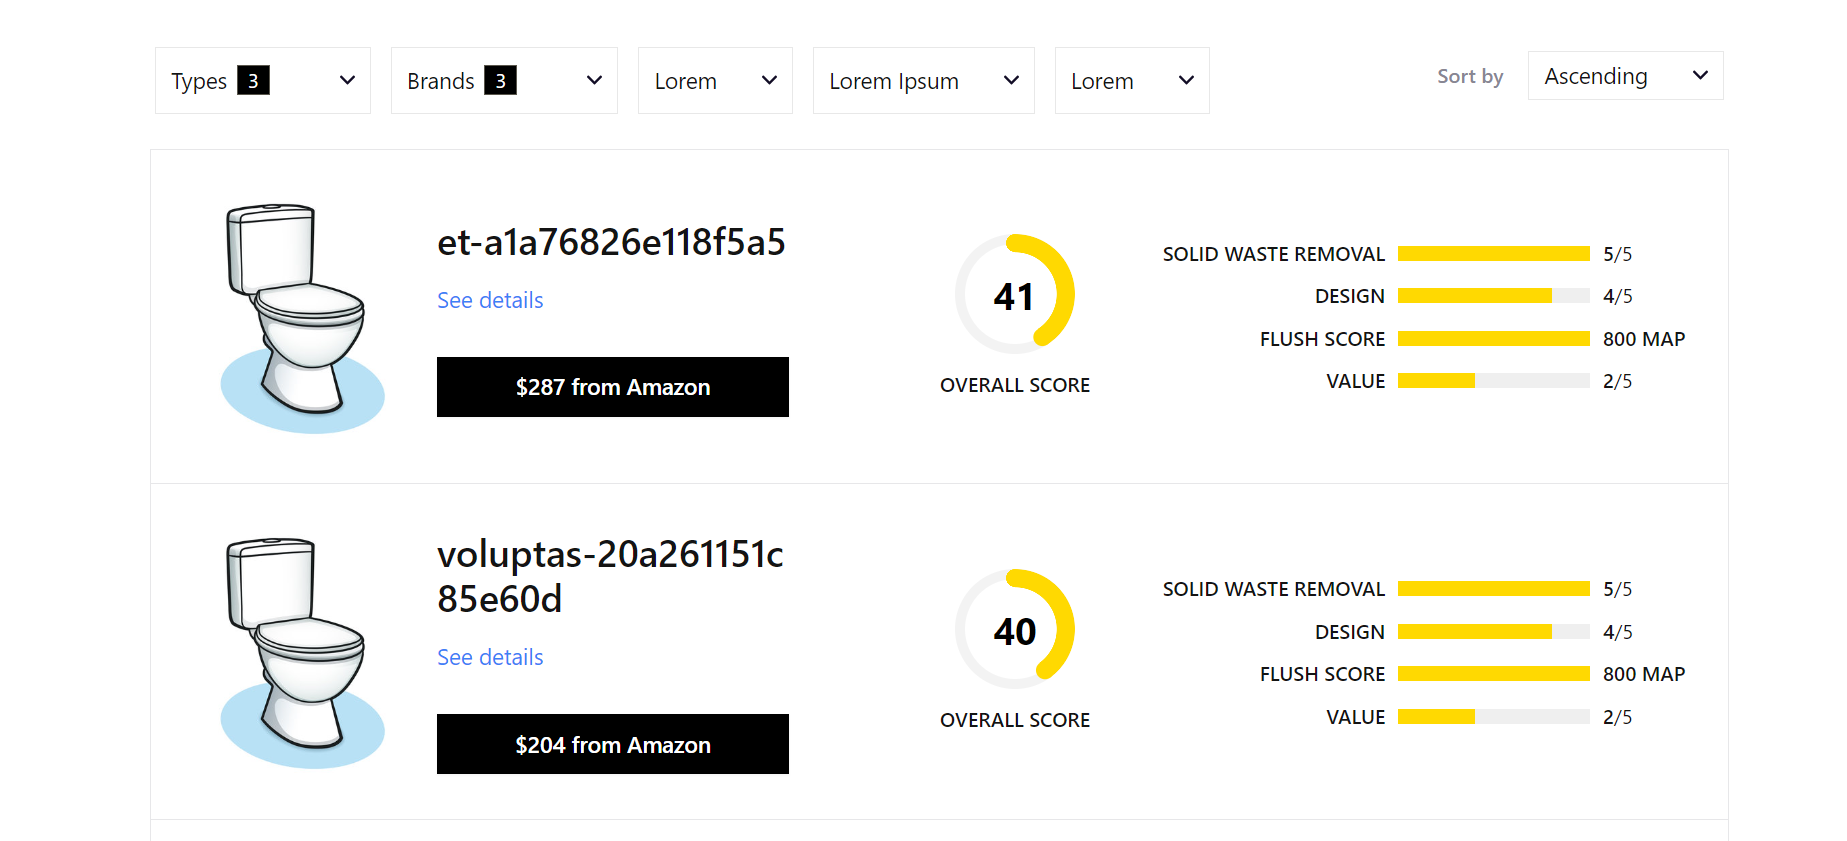 Types 3
Brands 3
Lorem
Lorem Ipsum
Lorem
Sort by
Ascending
et-a1a76826e118f5a5
See details
$287 from Amazon
41
OVERALL SCORE
SOLID WASTE REMOVAL 5/5
DESIGN 4/5
FLUSH SCORE 800 MAP
VALUE 2/5
voluptas-20a261151c
85e60d
See details
$204 from Amazon
40
OVERALL SCORE
SOLID WASTE REMOVAL 5/5
DESIGN 4/5
FLUSH SCORE 800 MAP
VALUE 2/5